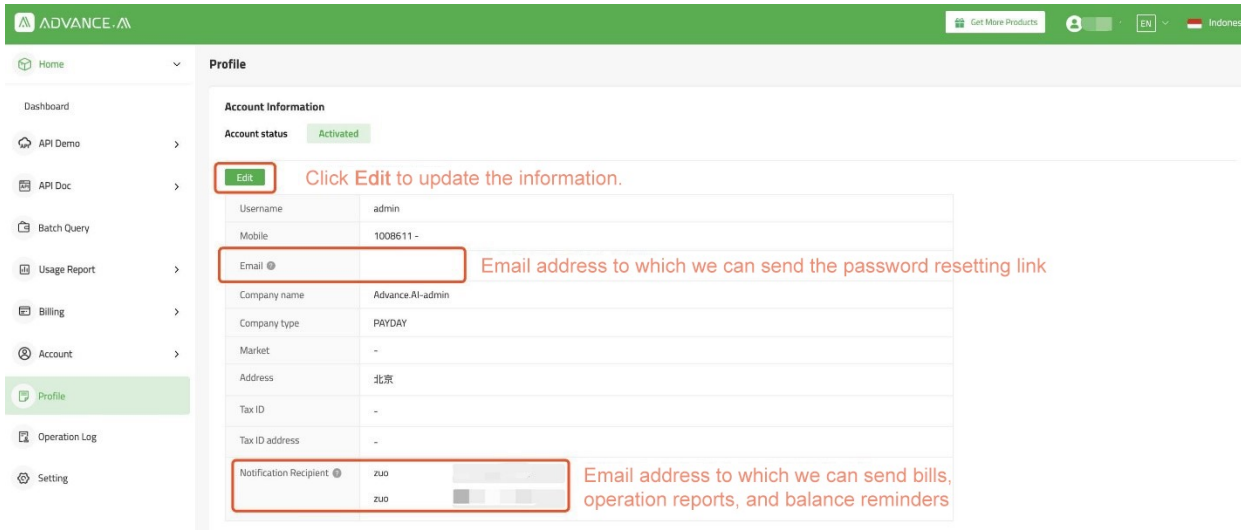 ADVANCE.AI
Get More Products
EN
Indones
Home
Profile
Dashboard
API Demo
API Doc
Batch Query
Usage Report
Billing
Account
Profile
Operation Log
Setting
Account Information
Account status Activated
Edit
Click Edit to update the information.
Username admin
Mobile 1008611 -
Email
Email address to which we can send the password resetting link
Company name Advance.AI-admin
Company type PAYDAY
Market -
Address 北京
Tax ID -
Tax ID address -
Notification Recipient zuo
zuo
Email address to which we can send bills,
operation reports, and balance reminders